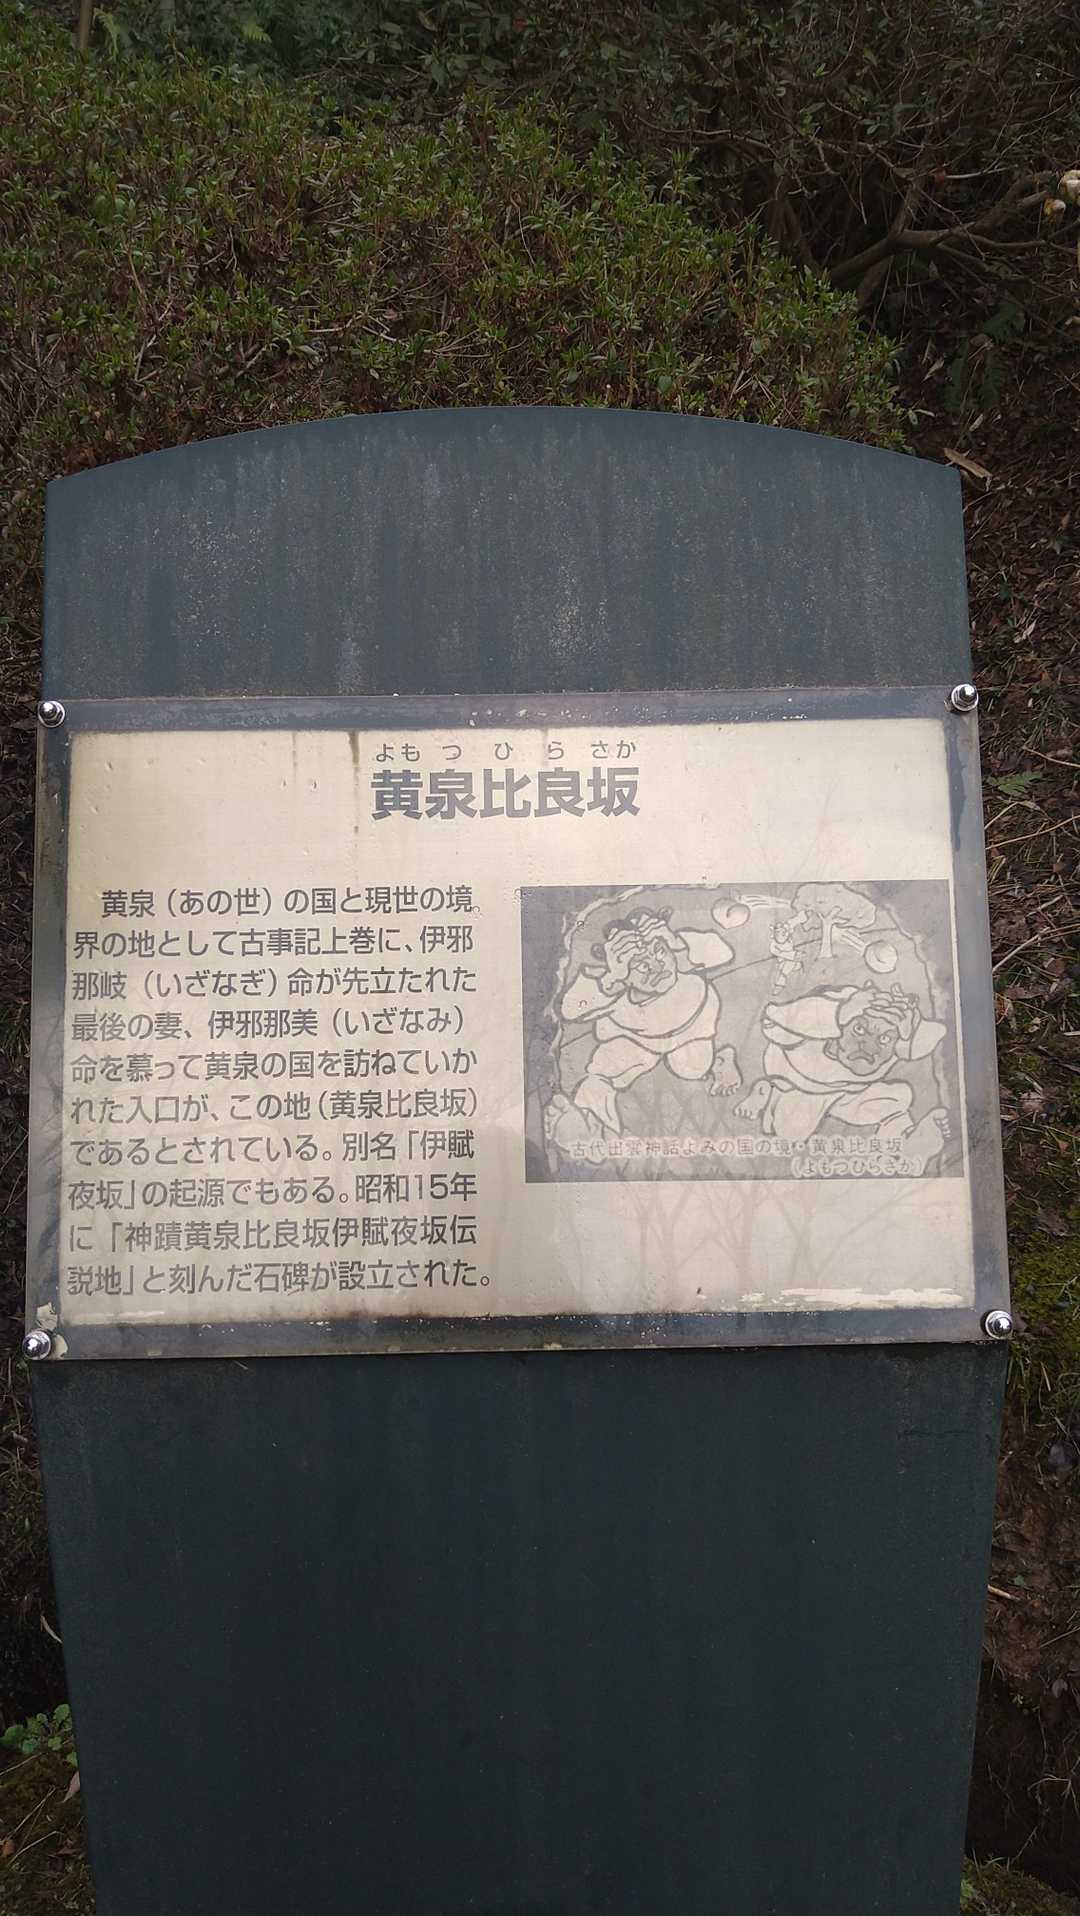 よもつひらさか
黄泉比良坂
黄泉（あの世）の国と現世の境
界の地として古事記上巻に、伊邪
那岐（いざなぎ）命が先立たれた
最後の妻、伊邪那美（いざなみ）
命を慕って黄泉の国を訪ねていか
れた入口が、この地（黄泉比良坂）
であるとされている。別名「伊賦
夜坂」の起源でもある。昭和15年
に「神蹟黄泉比良坂伊賦夜坂伝
説地」と刻んだ石碑が設立された。
古代出雲神話よみの国の境・黄泉比良坂
（よもつひらさか）